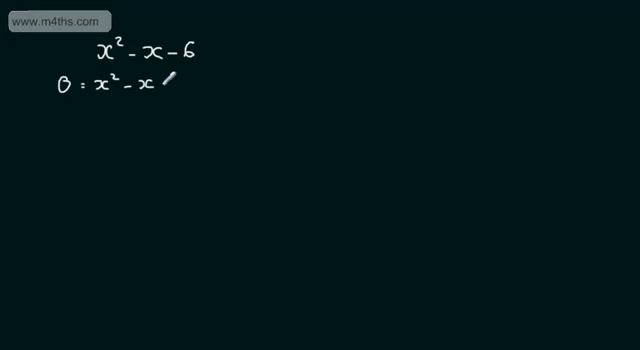 www.m4ths.com
x² - x - 6
0 = x² - x